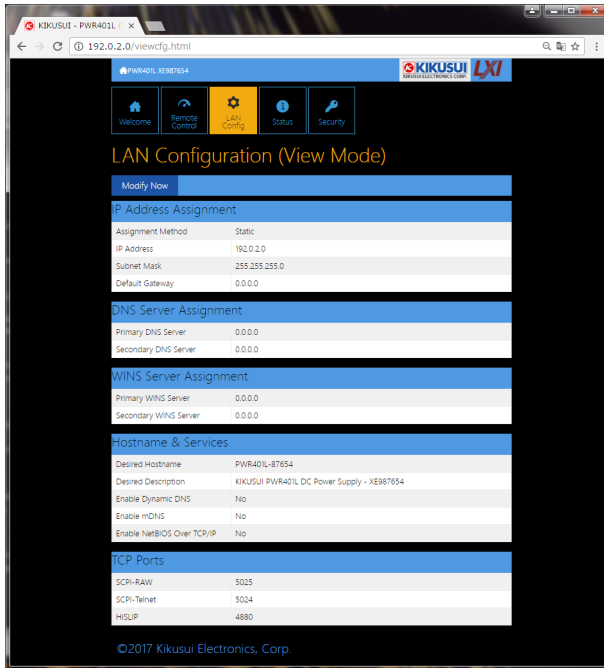 KIKUSUI - PWR401L
192.0.2.0/viewcfg.html
PWR401L XE987654
KIKUSUI
KIKUSUI ELECTRONICS CORP.
LXI
Welcome
Remote Control
LAN Config
Status
Security
LAN Configuration (View Mode)
Modify Now
IP Address Assignment
Assignment Method Static
IP Address 192.0.2.0
Subnet Mask 255.255.255.0
Default Gateway 0.0.0.0
DNS Server Assignment
Primary DNS Server 0.0.0.0
Secondary DNS Server 0.0.0.0
WINS Server Assignment
Primary WINS Server 0.0.0.0
Secondary WINS Server 0.0.0.0
Hostname & Services
Desired Hostname PWR401L-87654
Desired Description KIKUSUI PWR401L DC Power Supply - XE987654
Enable Dynamic DNS No
Enable mDNS No
Enable NetBIOS Over TCP/IP No
TCP Ports
SCPI-RAW 5025
SCPI-Telnet 5024
HISLIP 4880
©2017 Kikusui Electronics, Corp.